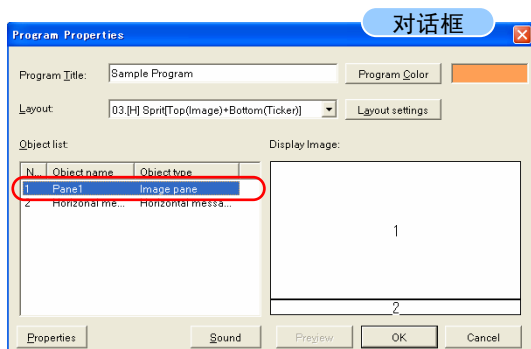 对话框
Program Properties
Program Title: Sample Program Program Color
Layout: 03.[H] Sprit[Top(Image)+Bottom(Ticker)] Layout settings
Object list: Display Image:
N... Object name Object type
1 Pane1 Image pane
2 Horizonal me... Horizontal messa...
1
2
Properties Sound Preview OK Cancel